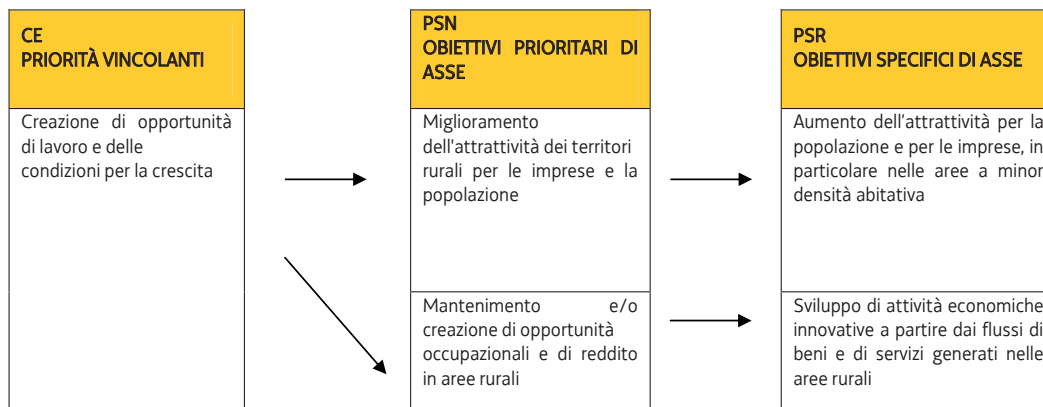 CE
PRIORITÀ VINCOLANTI
PSN
OBIETTIVI PRIORITARI DI
ASSE
PSR
OBIETTIVI SPECIFICI DI ASSE
Creazione di opportunità
di lavoro e delle
condizioni per la crescita
Miglioramento
dell'attrattività dei territori
rurali per le imprese e la
popolazione
Aumento dell'attrattività per la
popolazione e per le imprese, in
particolare nelle aree a minor
densità abitativa
Mantenimento e/o
creazione di opportunità
occupazionali e di reddito
in aree rurali
Sviluppo di attività economiche
innovative a partire dai flussi di
beni e di servizi generati nelle
aree rurali